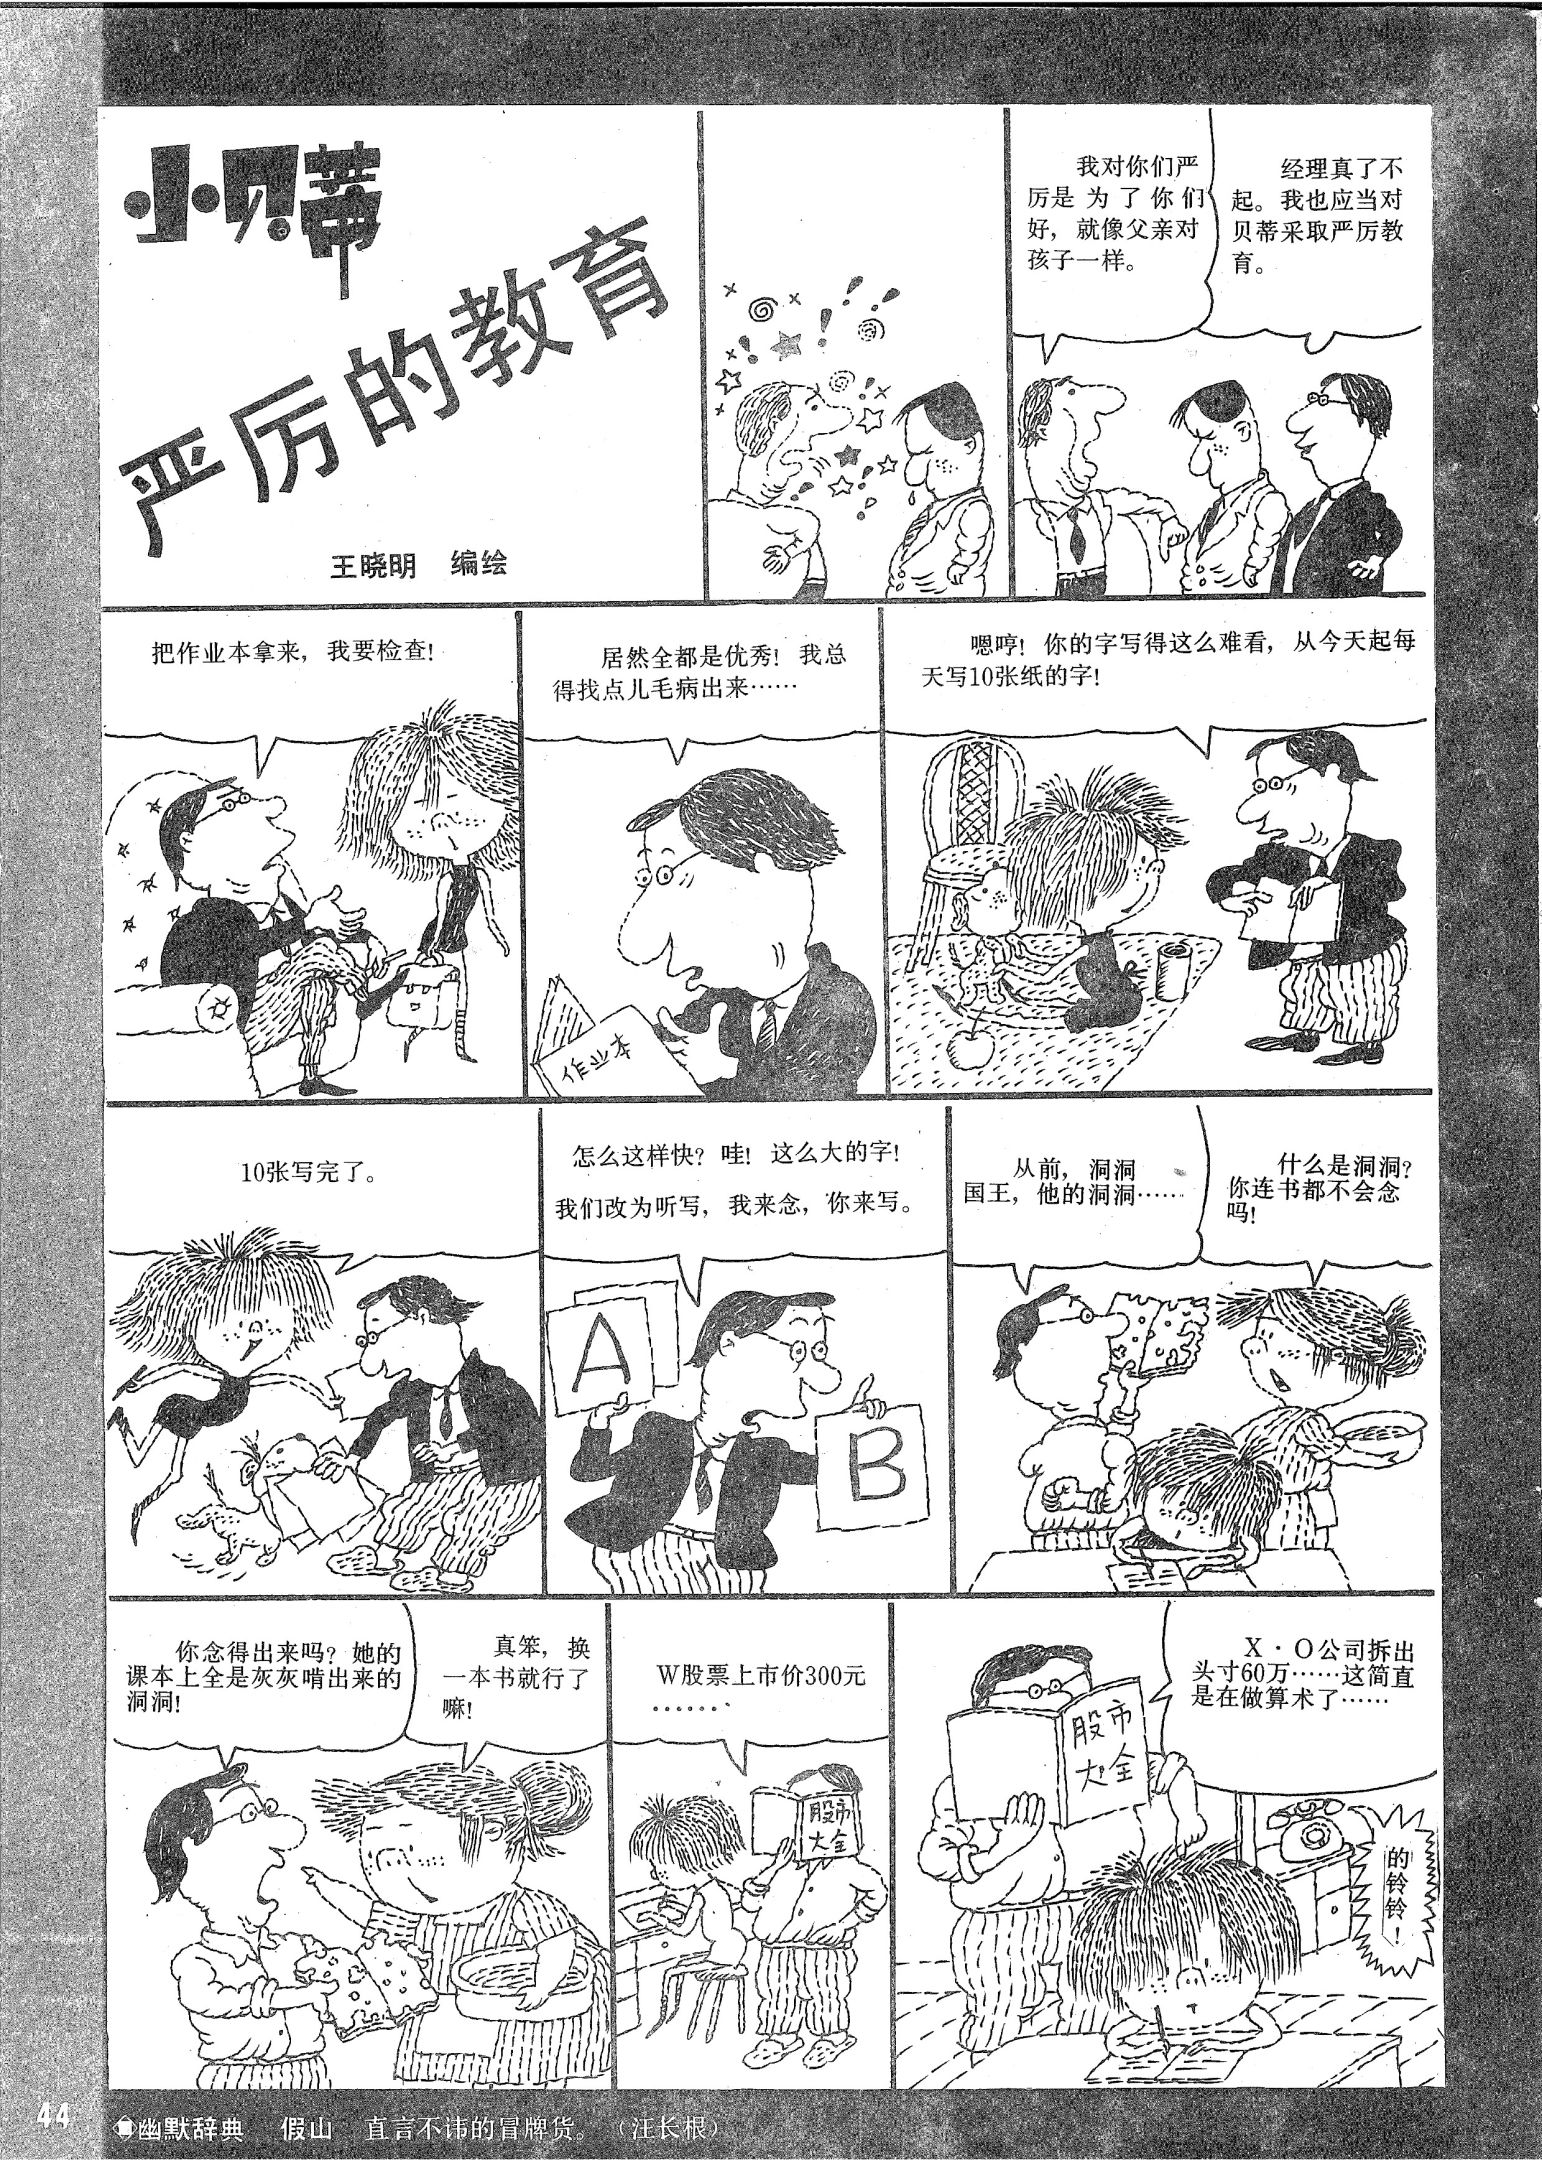 小贝蒂
严厉的教育
王晓明 编绘
我对你们严
厉是为了你们
好，就像父亲对
孩子一样。
经理真了不
起。我也应当对
贝蒂采取严厉教
育。
把作业本拿来，我要检查！
居然全都是优秀！我总
得找点儿毛病出来……
作业本
嗯哼！你的字写得这么难看，从今天起每
天写10张纸的字！
10张写完了。
怎么这样快？哇！这么大的字！
我们改为听写，我来念，你来写。
A
B
从前，洞洞
国王，他的洞洞……
什么是洞洞？
你连书都不会念
吗！
你念得出来吗？她的
课本上全是灰灰啃出来的
洞洞！
真笨，换
一本书就行了
嘛！
W股票上市价300元
……
股市
大全
X·O公司拆出
头寸60万……这简直
是在做算术了……
股市
大全
的铃铃！
44
幽默辞典 假山 直言不讳的冒牌货。（汪长根）